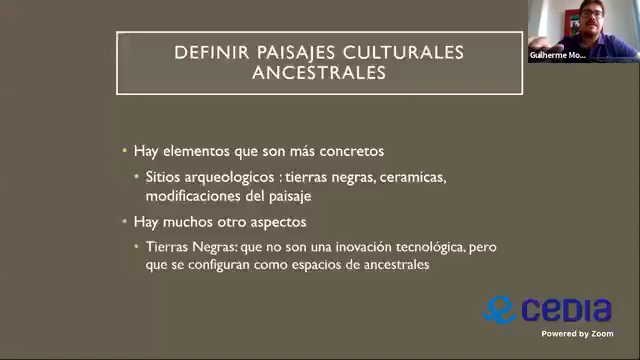 DEFINIR PAISAJES CULTURALES
ANCESTRALES
Guilherme Mo...
• Hay elementos que son más concretos
• Sitios arqueologicos : tierras negras, ceramicas,
modificaciones del paisaje
• Hay muchos otro aspectos
• Tierras Negras: que no son una inovación tecnológica, pero
que se configuran como espacios de ancestrales
cedia
Powered by Zoom